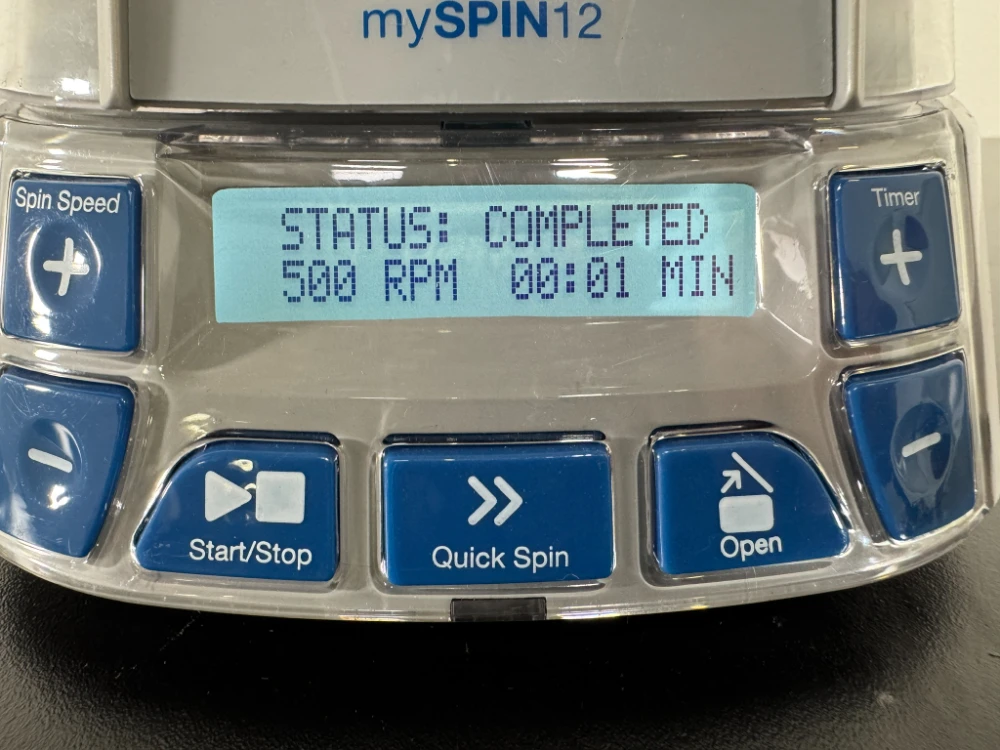 mySPIN12
Spin Speed
Timer
STATUS: COMPLETED
500 RPM 00:01 MIN
Start/Stop
Quick Spin
Open